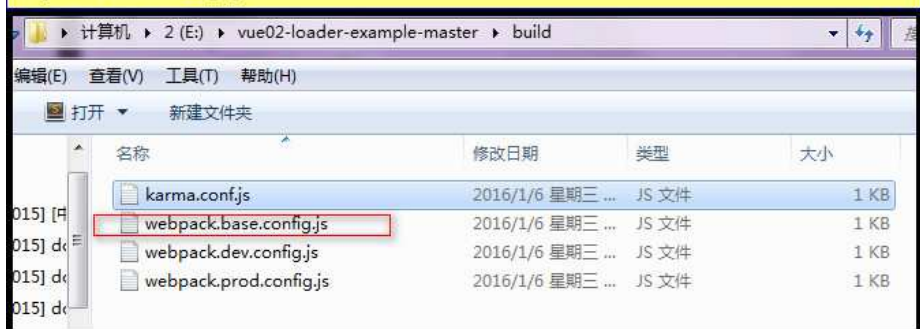 计算机 ▸ 2 (E:) ▸ vue02-loader-example-master ▸ build
编辑(E) 查看(V) 工具(T) 帮助(H)
打开 新建文件夹
名称 修改日期 类型 大小
karma.conf.js 2016/1/6 星期三 ... JS 文件 1 KB
015] [中
webpack.base.config.js 2016/1/6 星期三 ... JS 文件 1 KB
015] do
webpack.dev.config.js 2016/1/6 星期三 ... JS 文件 1 KB
015] do
webpack.prod.config.js 2016/1/6 星期三 ... JS 文件 1 KB
015] do